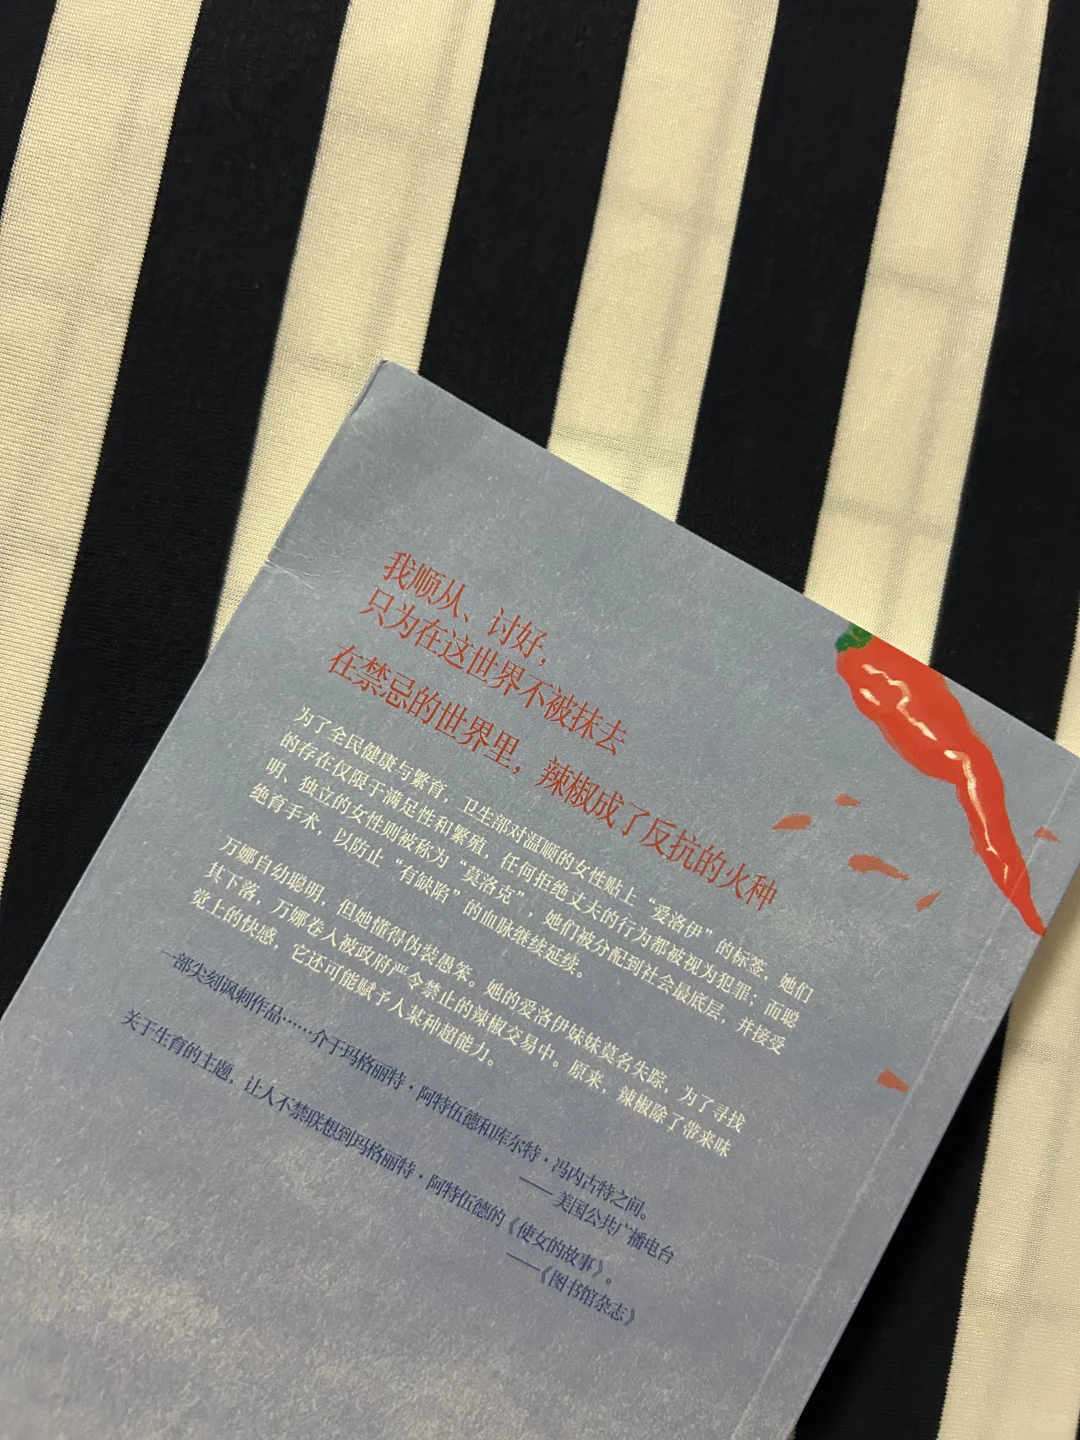 我顺从、讨好，
只为在这世界不被抹去
在禁忌的世界里，辣椒成了反抗的火种
为了全民健康与繁育，卫生部对温顺的女性贴上“爱洛伊”的标签，她们
的存在仅限于满足性和繁殖，任何拒绝丈夫的行为都被视为犯罪；而聪
明、独立的女性则被称为“莫洛克”，她们被分配到社会最底层，并接受
绝育手术，以防止“有缺陷”的血脉继续延续。
万娜自幼聪明，但她懂得伪装愚笨。她的爱洛伊妹妹莫名失踪，为了寻找
其下落，万娜卷入被政府严令禁止的辣椒交易中。原来，辣椒除了带来味
觉上的快感，它还可能赋予人某种超能力。
一部尖刻讽刺作品……介于玛格丽特·阿特伍德和库尔特·冯内古特之间。
——美国公共广播电台
关于生育的主题，让人不禁联想到玛格丽特·阿特伍德的《使女的故事》。
——《图书馆杂志》